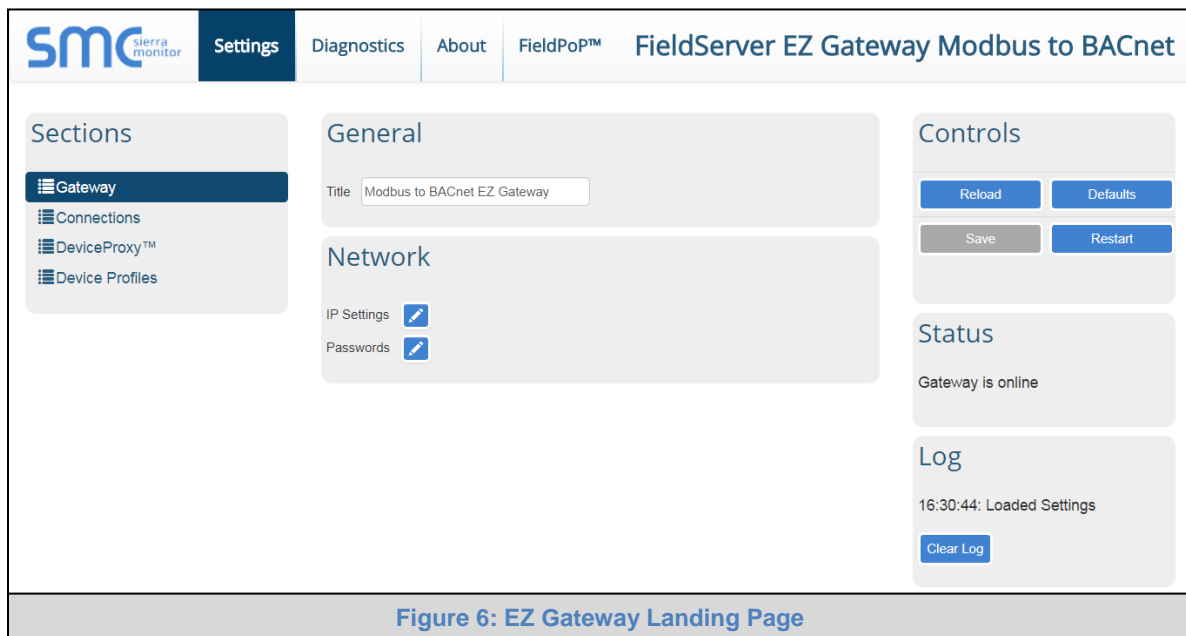 SMC sierra monitor
Settings
Diagnostics
About
FieldPoP™
FieldServer EZ Gateway Modbus to BACnet
Sections
Gateway
Connections
DeviceProxy™
Device Profiles
General
Title Modbus to BACnet EZ Gateway
Network
IP Settings
Passwords
Controls
Reload
Defaults
Save
Restart
Status
Gateway is online
Log
16:30:44: Loaded Settings
Clear Log
Figure 6: EZ Gateway Landing Page